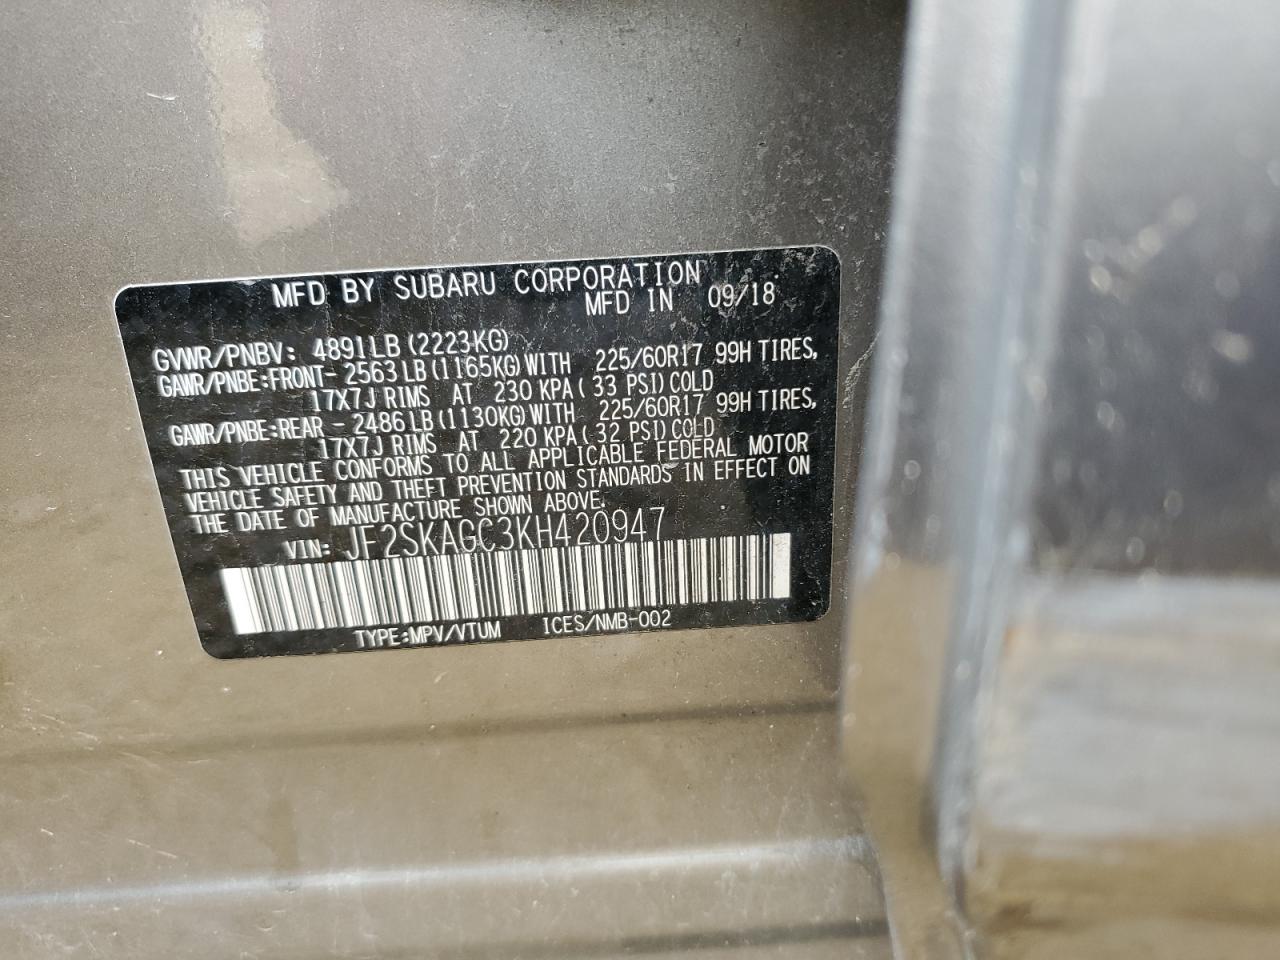 MFD BY SUBARU CORPORATION
MFD IN 09/18
GVWR/PNBV: 4891LB (2223KG)
GAWR/PNBE:FRONT- 2563LB (1165KG) WITH 225/60R17 99H TIRES,
17X7J RIMS AT 230 KPA( 33 PSI) COLD
GAWR/PNBE:REAR - 2486LB (1130KG) WITH 225/60R17 99H TIRES,
17X7J RIMS AT 220 KPA( 32 PSI) COLD
THIS VEHICLE CONFORMS TO ALL APPLICABLE FEDERAL MOTOR
VEHICLE SAFETY AND THEFT PREVENTION STANDARDS IN EFFECT ON
THE DATE OF MANUFACTURE SHOWN ABOVE.
VIN: JF2SKAGC3KH420947
TYPE:MPV/VTUM ICES/NMB-002